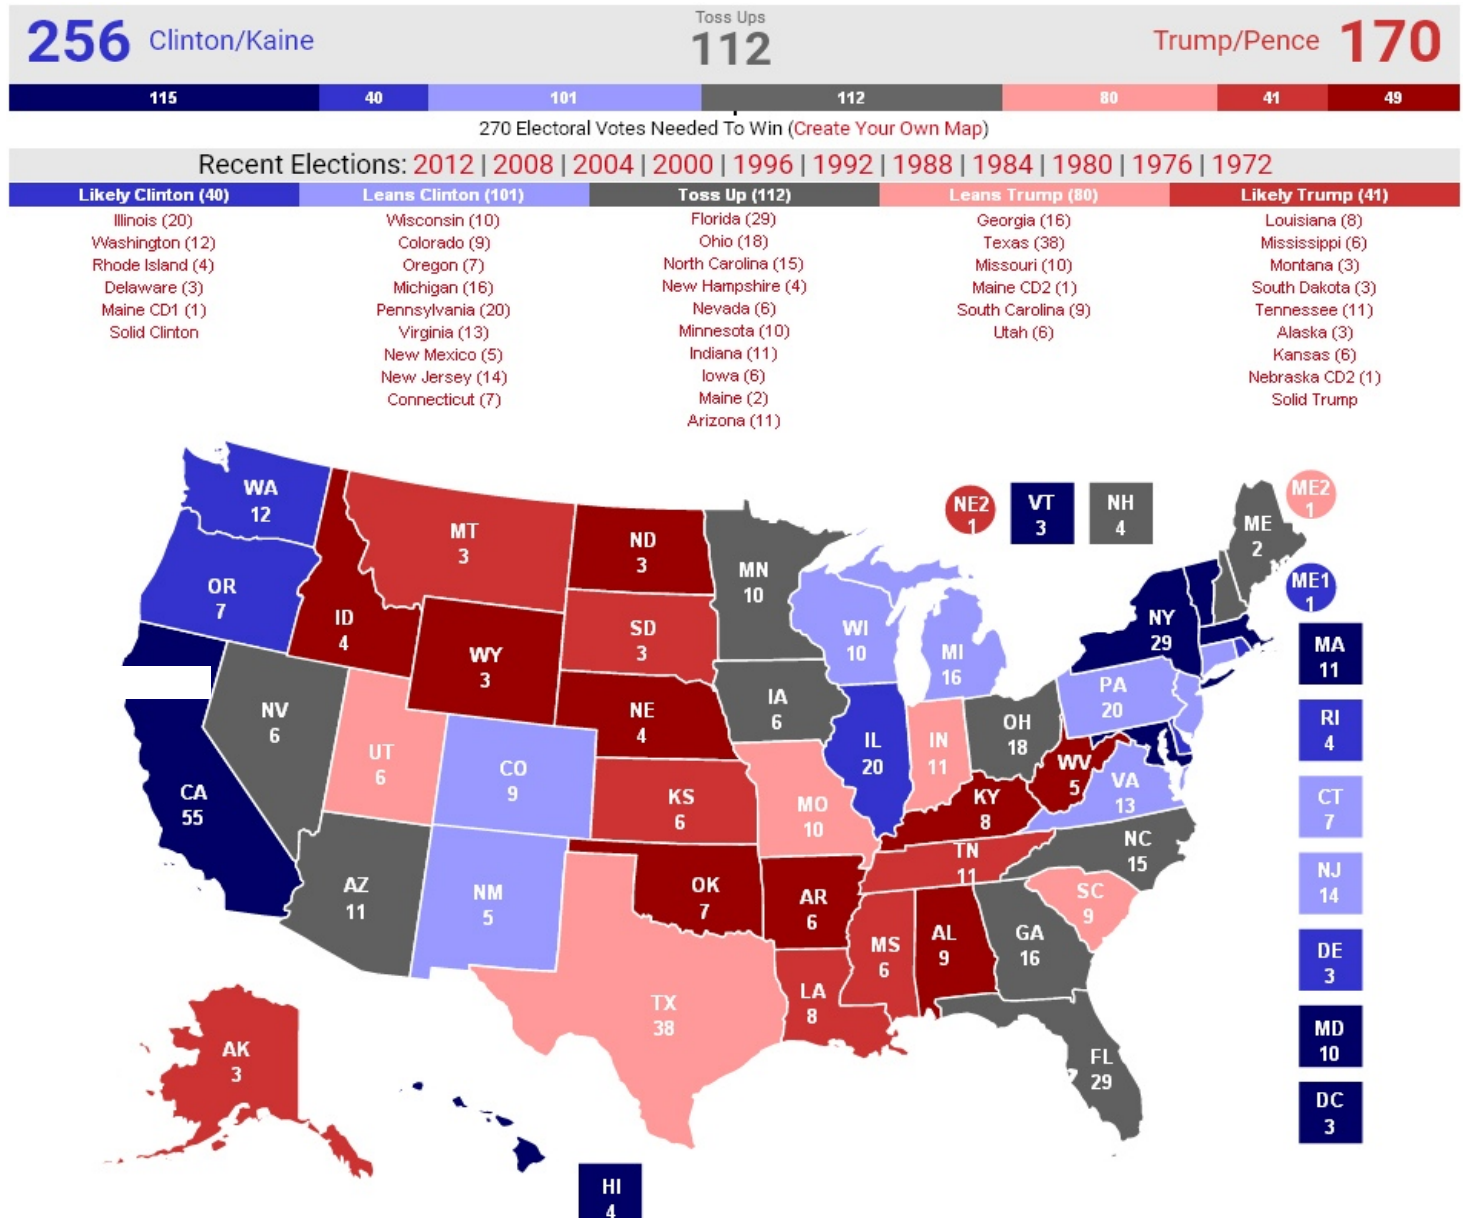 256 Clinton/Kaine
Toss Ups
112
Trump/Pence 170
115 40 101 112 80 41 49
270 Electoral Votes Needed To Win (Create Your Own Map)
Recent Elections: 2012 | 2008 | 2004 | 2000 | 1996 | 1992 | 1988 | 1984 | 1980 | 1976 | 1972
Likely Clinton (40)
Illinois (20)
Washington (12)
Rhode Island (4)
Delaware (3)
Maine CD1 (1)
Solid Clinton
Leans Clinton (101)
Wisconsin (10)
Colorado (9)
Oregon (7)
Michigan (16)
Pennsylvania (20)
Virginia (13)
New Mexico (5)
New Jersey (14)
Connecticut (7)
Toss Up (112)
Florida (29)
Ohio (18)
North Carolina (15)
New Hampshire (4)
Nevada (6)
Minnesota (10)
Indiana (11)
Iowa (6)
Maine (2)
Arizona (11)
Leans Trump (80)
Georgia (16)
Texas (38)
Missouri (10)
Maine CD2 (1)
South Carolina (9)
Utah (6)
Likely Trump (41)
Louisiana (8)
Mississippi (6)
Montana (3)
South Dakota (3)
Tennessee (11)
Alaska (3)
Kansas (6)
Nebraska CD2 (1)
Solid Trump
WA
12
OR
7
ID
4
MT
3
WY
3
ND
3
SD
3
NE
4
MN
10
IA
6
WI
10
MI
16
NE2
1
VT
3
NH
4
ME
2
ME2
1
ME1
1
NY
29
PA
20
NV
6
UT
6
CO
9
KS
6
MO
10
IL
20
IN
11
OH
18
WV
5
VA
13
KY
8
CA
55
AZ
11
NM
5
OK
7
AR
6
TN
11
NC
15
SC
9
MS
6
AL
9
GA
16
TX
38
LA
8
FL
29
AK
3
HI
4
MA
11
RI
4
CT
7
NJ
14
DE
3
MD
10
DC
3